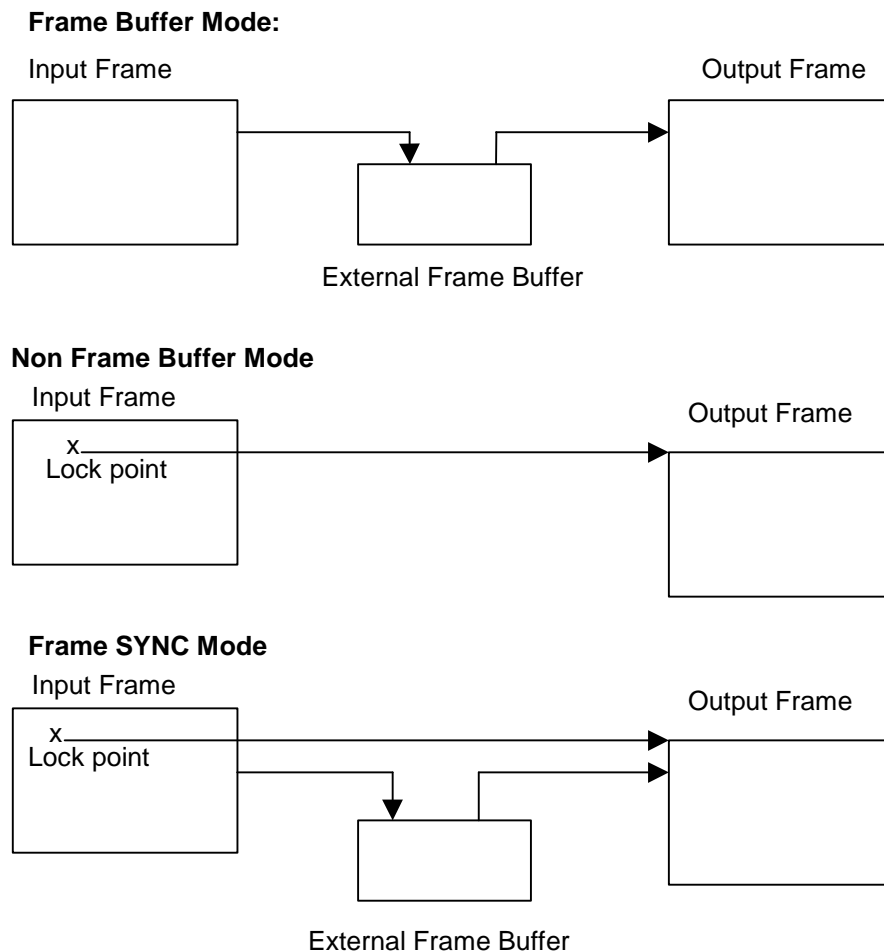 Frame Buffer Mode:
Input Frame
Output Frame
External Frame Buffer
Non Frame Buffer Mode
Input Frame
Output Frame
x
Lock point
Frame SYNC Mode
Input Frame
Output Frame
x
Lock point
External Frame Buffer